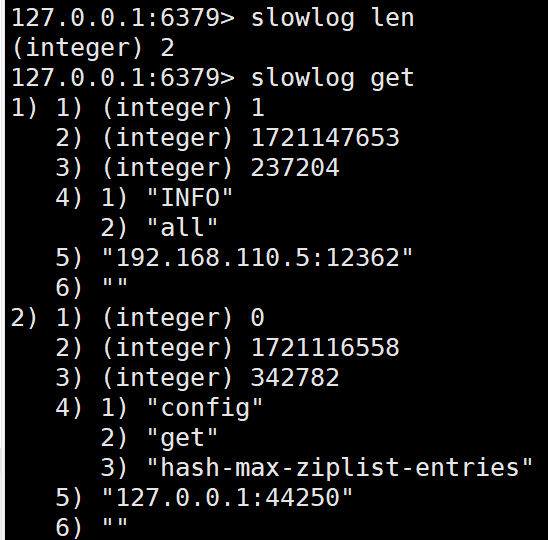 127.0.0.1:6379> slowlog len
(integer) 2
127.0.0.1:6379> slowlog get
1) 1) (integer) 1
   2) (integer) 1721147653
   3) (integer) 237204
   4) 1) "INFO"
      2) "all"
   5) "192.168.110.5:12362"
   6) ""
2) 1) (integer) 0
   2) (integer) 1721116558
   3) (integer) 342782
   4) 1) "config"
      2) "get"
      3) "hash-max-ziplist-entries"
   5) "127.0.0.1:44250"
   6) ""